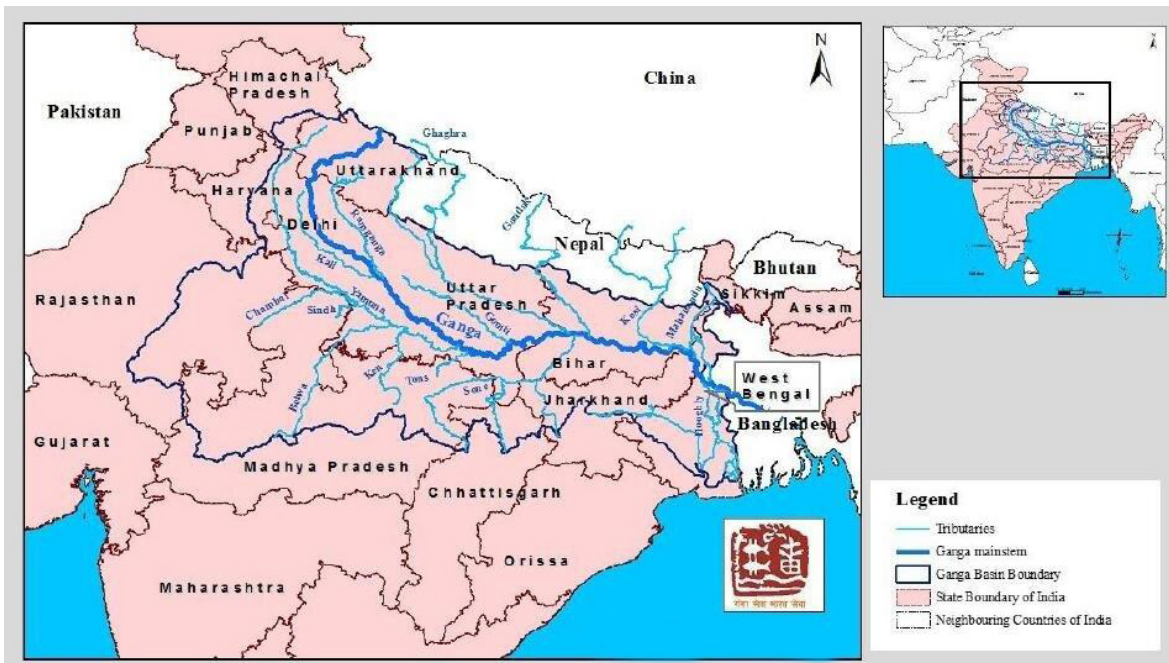 N
China
Himachal
Pradesh
Pakistan
Punjab
Ghaghra
Uttarakhand
Haryana
Delhi
Ramganga
Gandak
Nepal
Bhutan
Kali
Rajasthan
Uttar
Pradesh
Sikkim
Assam
Chambal
Sindh
Yamuna
Ganga
Gomti
Kosi
Mahananda
Bihar
Betwa
Ken
Tons
Sone
Jharkhand
West
Bengal
Hooghly
Bangladesh
Gujarat
Madhya Pradesh
Chhattisgarh
Orissa
Maharashtra
गंगा सेवा भारत सेवा
Legend
Tributaries
Garga mainstem
Ganga Basin Boundary
State Boundary of India
Neighbouring Countries of India